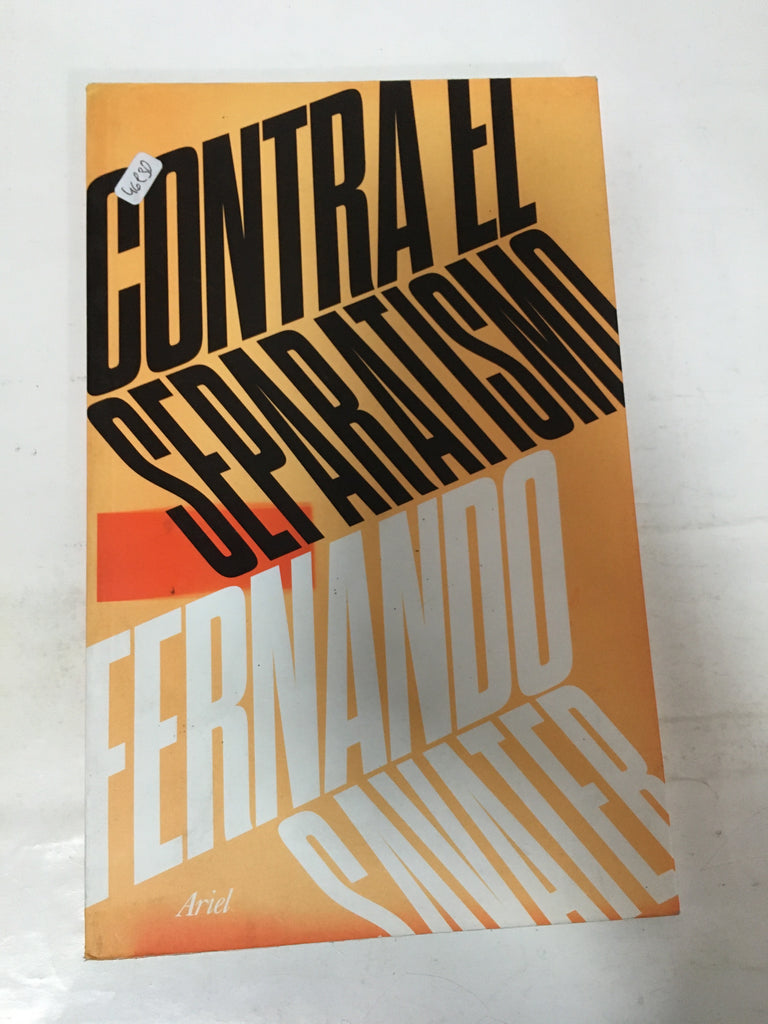 CONTRA EL
SEPARATISMO
FERNANDO
SAVATER
Ariel